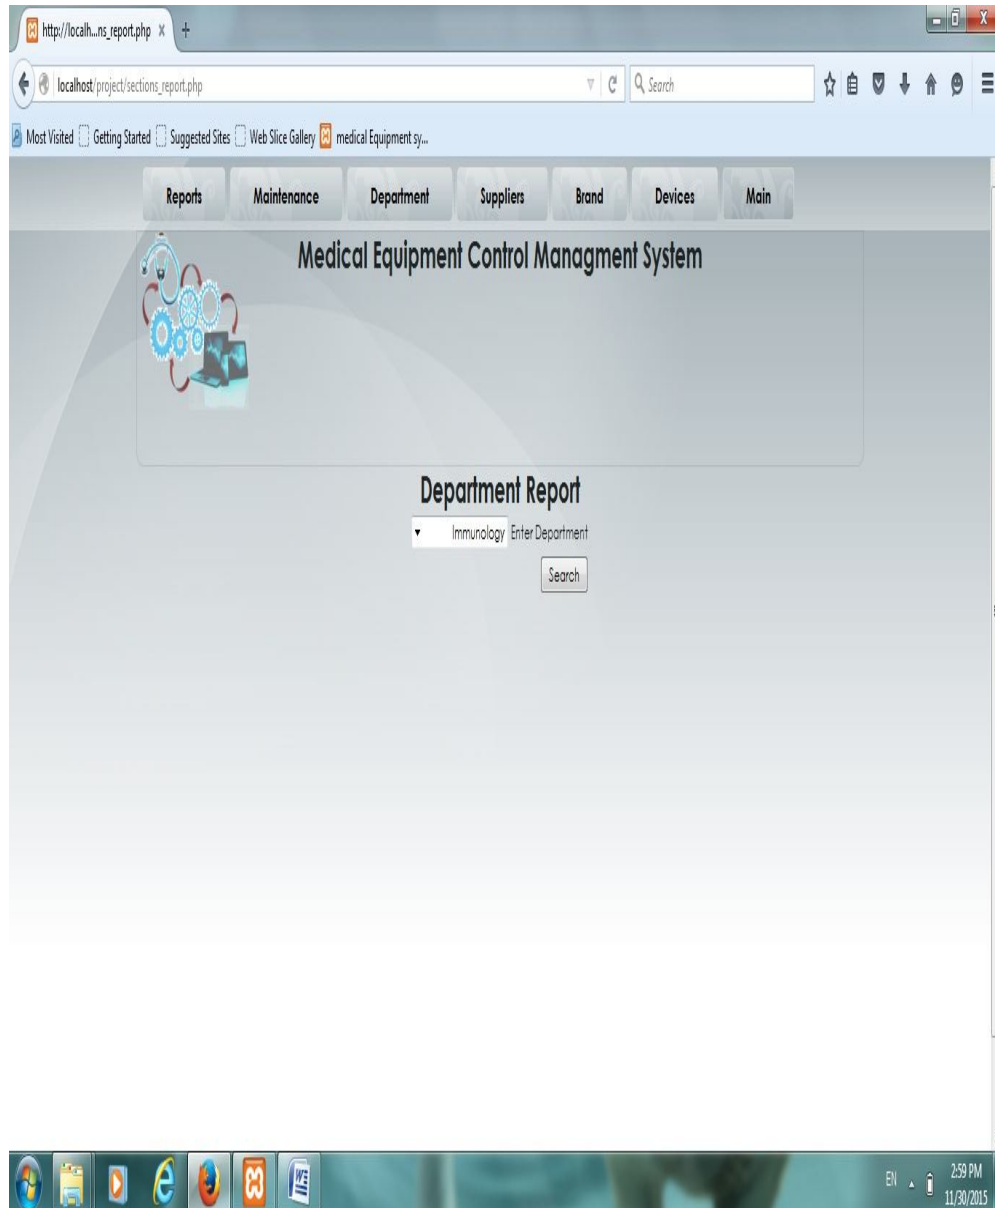 http://localh...ns_report.php x +
localhost/project/sections_report.php
Search
Most Visited Getting Started Suggested Sites Web Slice Gallery medical Equipment sy...
Reports Maintenance Department Suppliers Brand Devices Main
Medical Equipment Control Managment System
Department Report
Immunology Enter Department
Search
EN 2:59 PM
11/30/2015